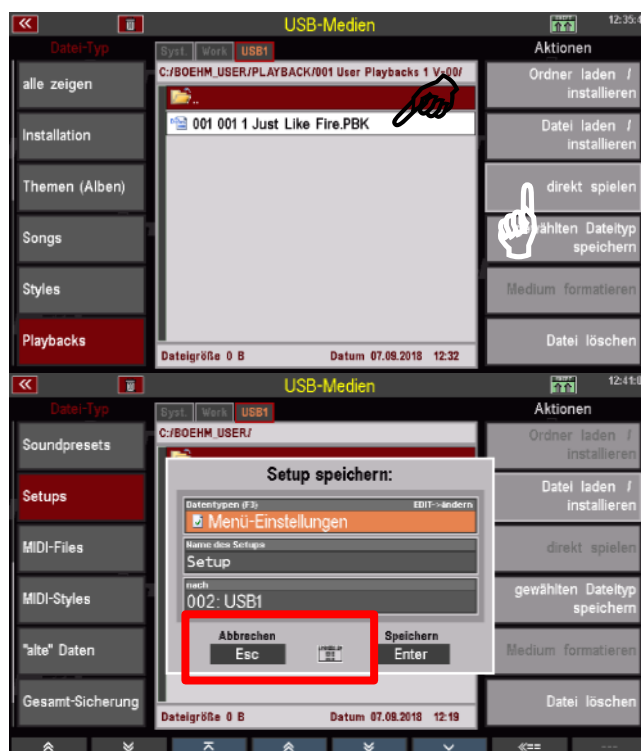 USB-Medien
12:35:4
Datei-Typ
Syst. Work USB1
Aktionen
alle zeigen
Installation
Themen (Alben)
Songs
Styles
Playbacks
C:/BOEHM_USER/PLAYBACK/001 User Playbacks 1 V=00/
..
001 001 1 Just Like Fire.PBK
Dateigröße 0 B Datum 07.09.2018 12:32
Ordner laden /
installieren
Datei laden /
installieren
direkt spielen
wählten Dateityp
speichern
Medium formatieren
Datei löschen
USB-Medien
12:41:0
Datei-Typ
Syst. Work USB1
Aktionen
Soundpresets
Setups
MIDI-Files
MIDI-Styles
"alte" Daten
Gesamt-Sicherung
C:/BOEHM_USER/
Setup speichern:
Datentypen (F3) EDIT->ändern
Menü-Einstellungen
Name des Setups
Setup
nach
002: USB1
Abbrechen
Esc
Speichern
Enter
Dateigröße 0 B Datum 07.09.2018 12:19
Ordner laden /
installieren
Datei laden /
installieren
direkt spielen
gewählten Dateityp
speichern
Medium formatieren
Datei löschen